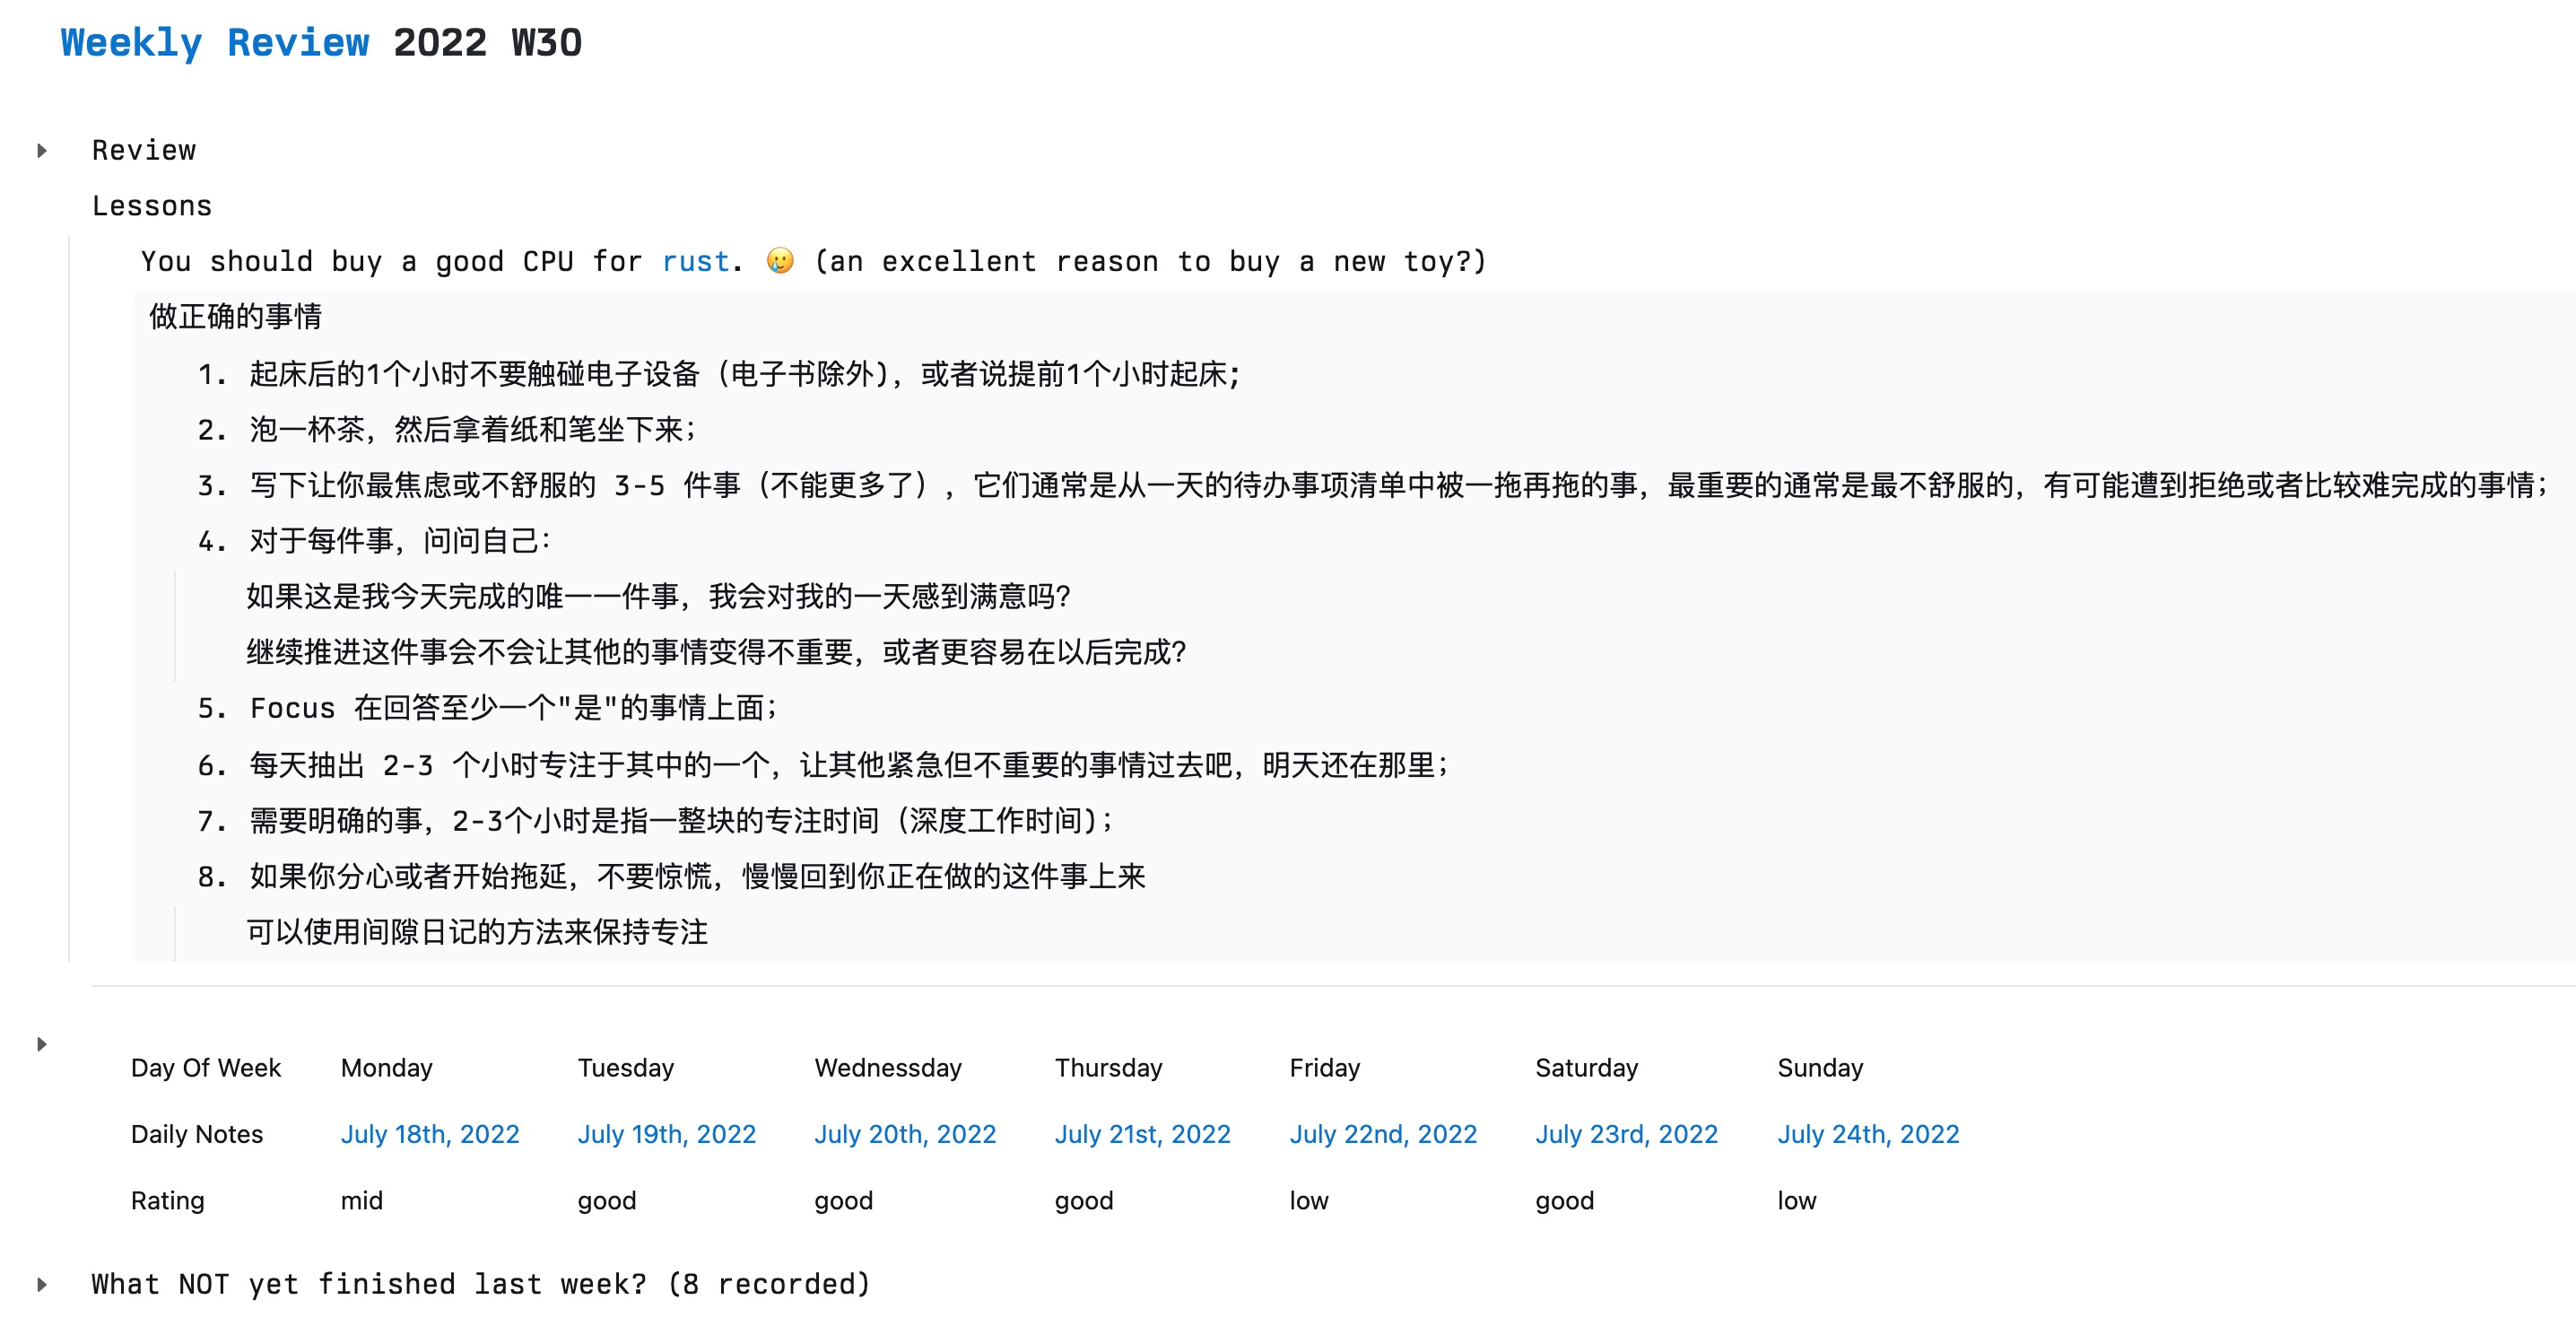 Weekly Review 2022 W30
Review
Lessons
You should buy a good CPU for rust. 🥲 (an excellent reason to buy a new toy?)
做正确的事情
1. 起床后的1个小时不要触碰电子设备（电子书除外），或者说提前1个小时起床;
2. 泡一杯茶，然后拿着纸和笔坐下来；
3. 写下让你最焦虑或不舒服的 3-5 件事（不能更多了），它们通常是从一天的待办事项清单中被一拖再拖的事，最重要的通常是最不舒服的，有可能遭到拒绝或者比较难完成的事情；
4. 对于每件事，问问自己：
如果这是我今天完成的唯一一件事，我会对我的一天感到满意吗？
继续推进这件事会不会让其他的事情变得不重要，或者更容易在以后完成？
5. Focus 在回答至少一个"是"的事情上面；
6. 每天抽出 2-3 个小时专注于其中的一个，让其他紧急但不重要的事情过去吧，明天还在那里；
7. 需要明确的事，2-3个小时是指一整块的专注时间（深度工作时间）；
8. 如果你分心或者开始拖延，不要惊慌，慢慢回到你正在做的这件事上来
可以使用间隙日记的方法来保持专注
Day Of Week Monday Tuesday Wednessday Thursday Friday Saturday Sunday
Daily Notes July 18th, 2022 July 19th, 2022 July 20th, 2022 July 21st, 2022 July 22nd, 2022 July 23rd, 2022 July 24th, 2022
Rating mid good good good low good low
What NOT yet finished last week? (8 recorded)